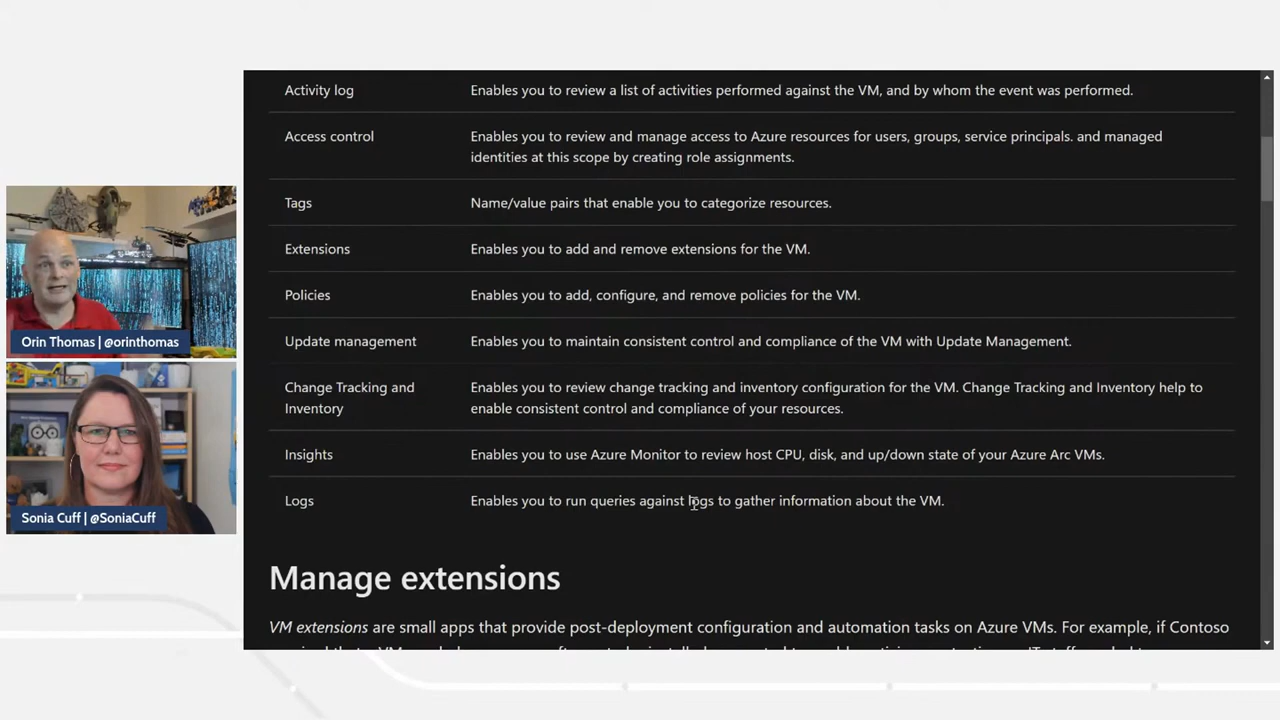 Activity log
Enables you to review a list of activities performed against the VM, and by whom the event was performed.
Access control
Enables you to review and manage access to Azure resources for users, groups, service principals. and managed
identities at this scope by creating role assignments.
Tags
Name/value pairs that enable you to categorize resources.
Extensions
Enables you to add and remove extensions for the VM.
Policies
Enables you to add, configure, and remove policies for the VM.
Update management
Enables you to maintain consistent control and compliance of the VM with Update Management.
Change Tracking and
Inventory
Enables you to review change tracking and inventory configuration for the VM. Change Tracking and Inventory help to
enable consistent control and compliance of your resources.
Insights
Enables you to use Azure Monitor to review host CPU, disk, and up/down state of your Azure Arc VMs.
Logs
Enables you to run queries against logs to gather information about the VM.
Manage extensions
VM extensions are small apps that provide post-deployment configuration and automation tasks on Azure VMs. For example, if Contoso
Orin Thomas | @orinthomas
Sonia Cuff | @SoniaCuff